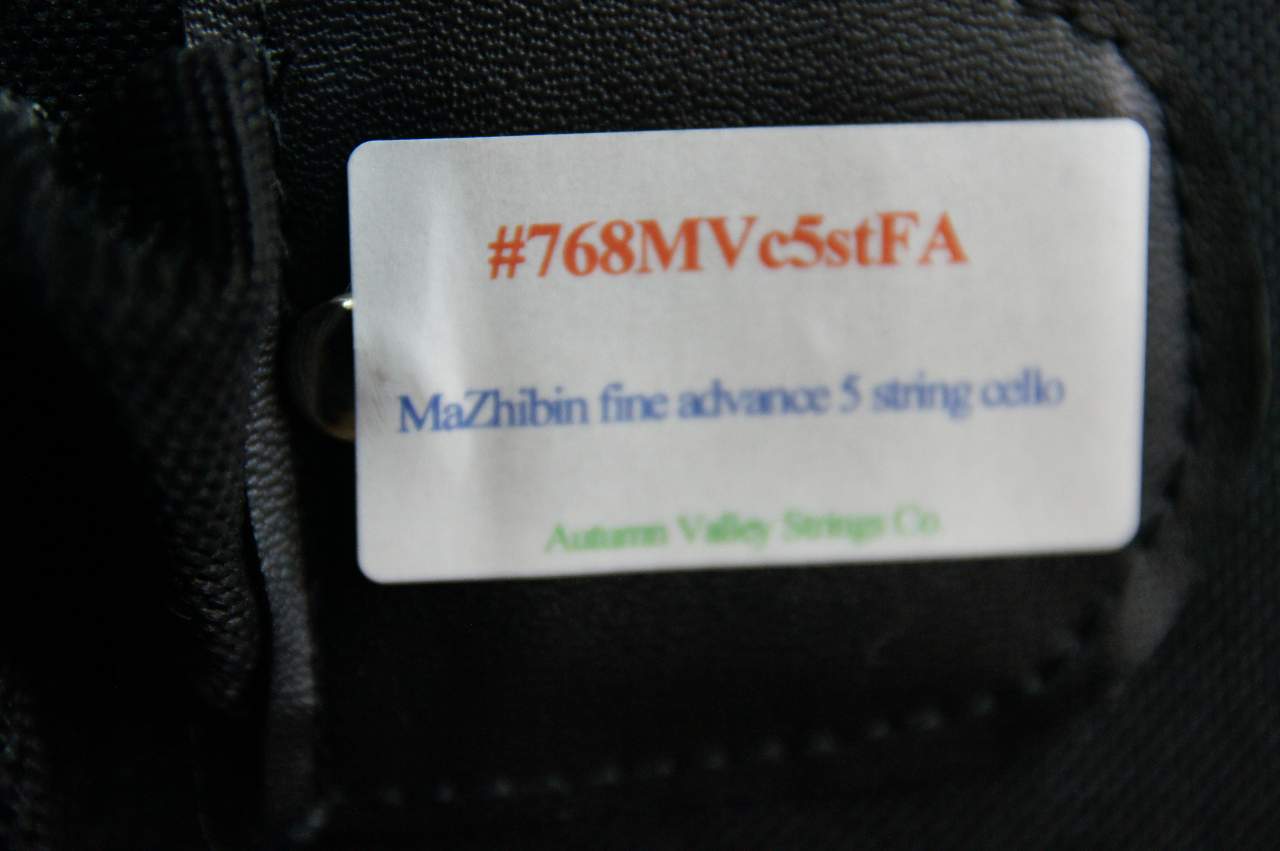 #768MVc5stFA
MaZhibin fine advance 5 string cello
Autumn Valley Strings Co.